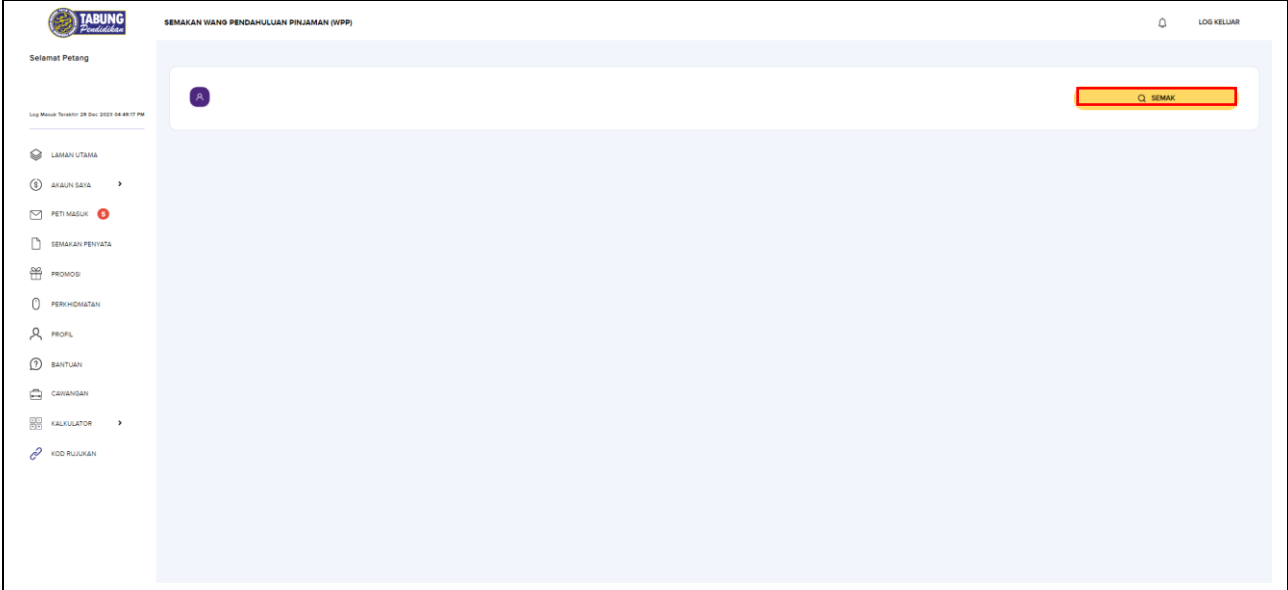 TABUNG
Pendidikan
SEMAKAN WANG PENDAHULUAN PINJAMAN (WPP)
LOG KELUAR
Selamat Petang
SEMAK
Log Masuk Terakhir 28 Dec 2023 04:49:17 PM
LAMAN UTAMA
AKAUN SAYA
PETI MASUK 5
SEMAKAN PENYATA
PROMOSI
PERKHIDMATAN
PROFIL
BANTUAN
CAWANGAN
KALKULATOR
KOD RUJUKAN